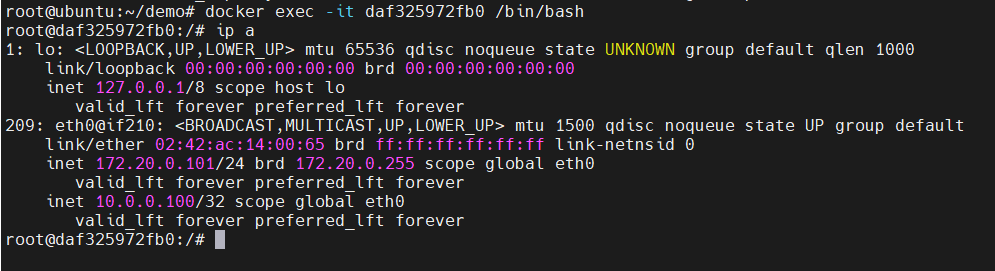 root@ubuntu:~/demo# docker exec -it daf325972fb0 /bin/bash
root@daf325972fb0:/# ip a
1: lo: <LOOPBACK,UP,LOWER_UP> mtu 65536 qdisc noqueue state UNKNOWN group default qlen 1000
    link/loopback 00:00:00:00:00:00 brd 00:00:00:00:00:00
    inet 127.0.0.1/8 scope host lo
       valid_lft forever preferred_lft forever
209: eth0@if210: <BROADCAST,MULTICAST,UP,LOWER_UP> mtu 1500 qdisc noqueue state UP group default
    link/ether 02:42:ac:14:00:65 brd ff:ff:ff:ff:ff:ff link-netnsid 0
    inet 172.20.0.101/24 brd 172.20.0.255 scope global eth0
       valid_lft forever preferred_lft forever
    inet 10.0.0.100/32 scope global eth0
       valid_lft forever preferred_lft forever
root@daf325972fb0:/#